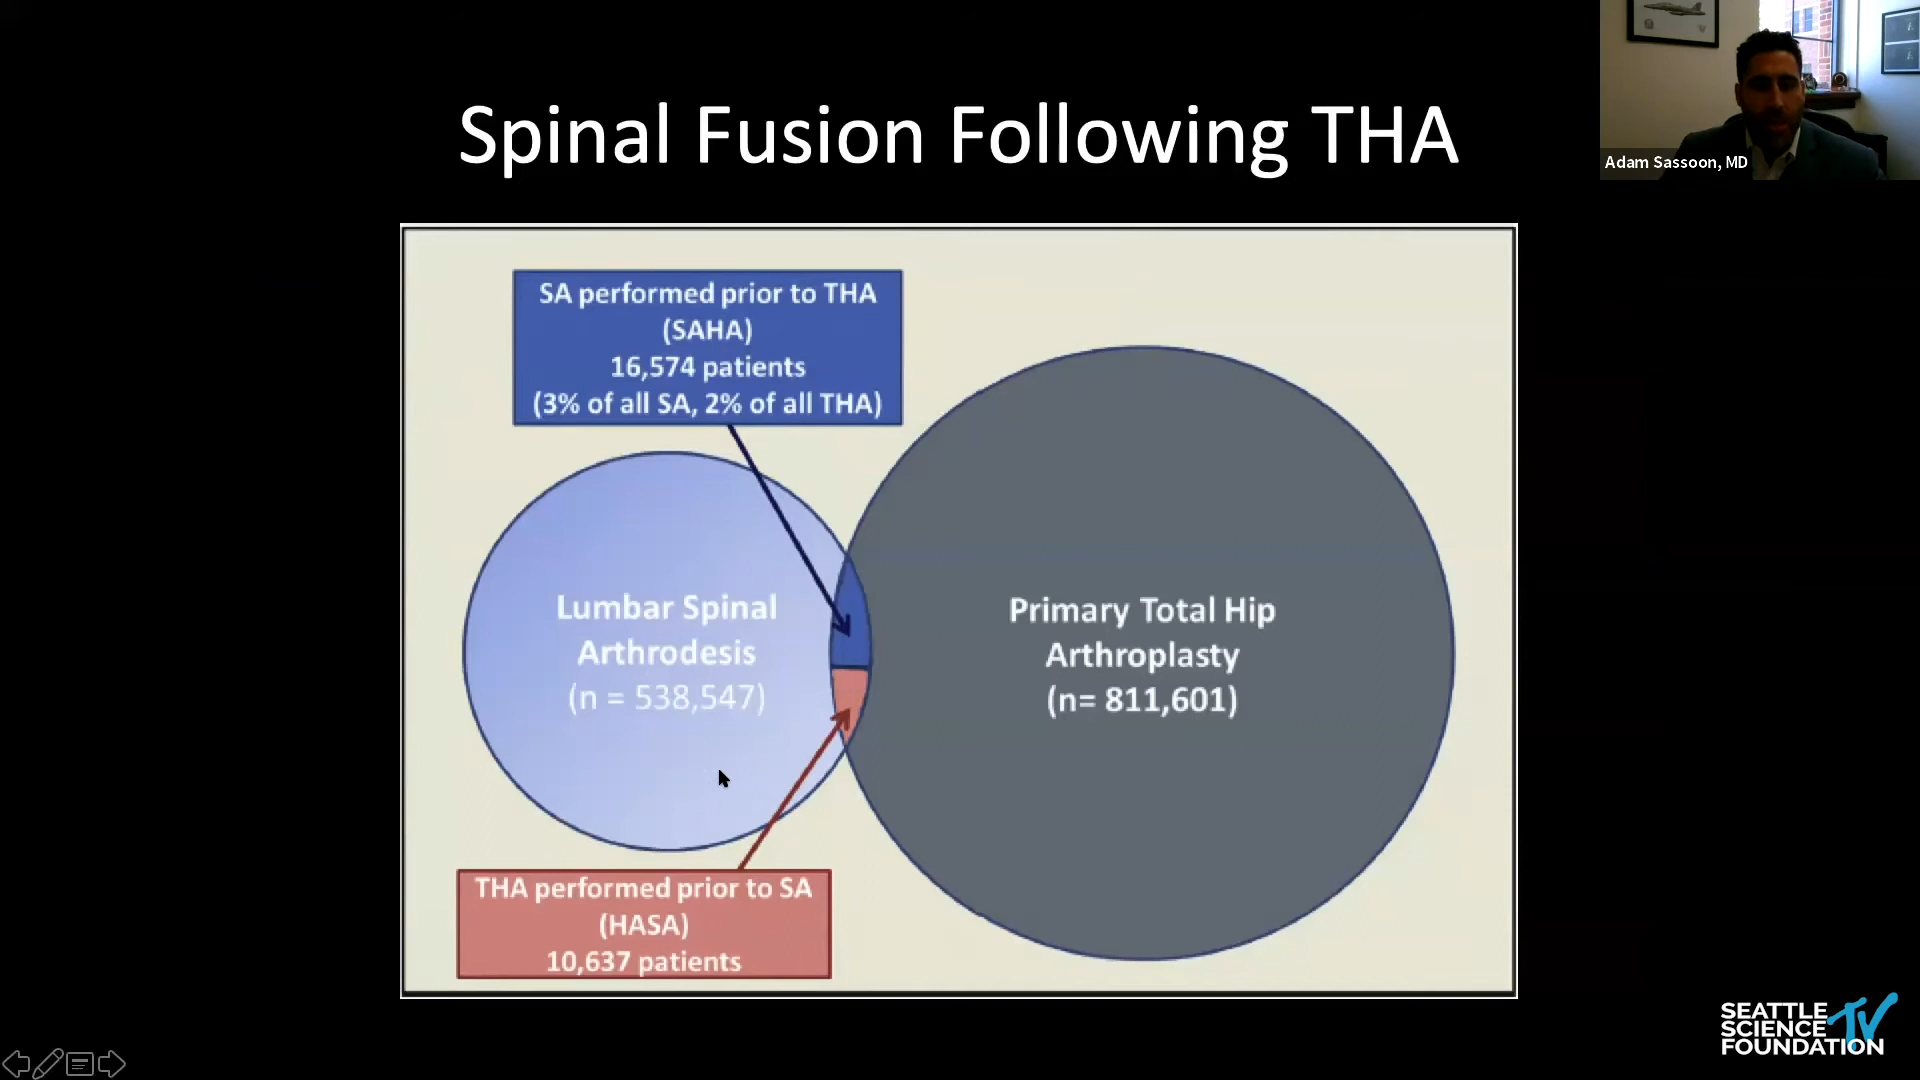 Spinal Fusion Following THA
Adam Sassoon, MD
SA performed prior to THA
(SAHA)
16,574 patients
(3% of all SA, 2% of all THA)
Lumbar Spinal
Arthrodesis
(n = 538,547)
Primary Total Hip
Arthroplasty
(n= 811,601)
THA performed prior to SA
(HASA)
10,637 patients
SEATTLE
SCIENCE
FOUNDATION
TV